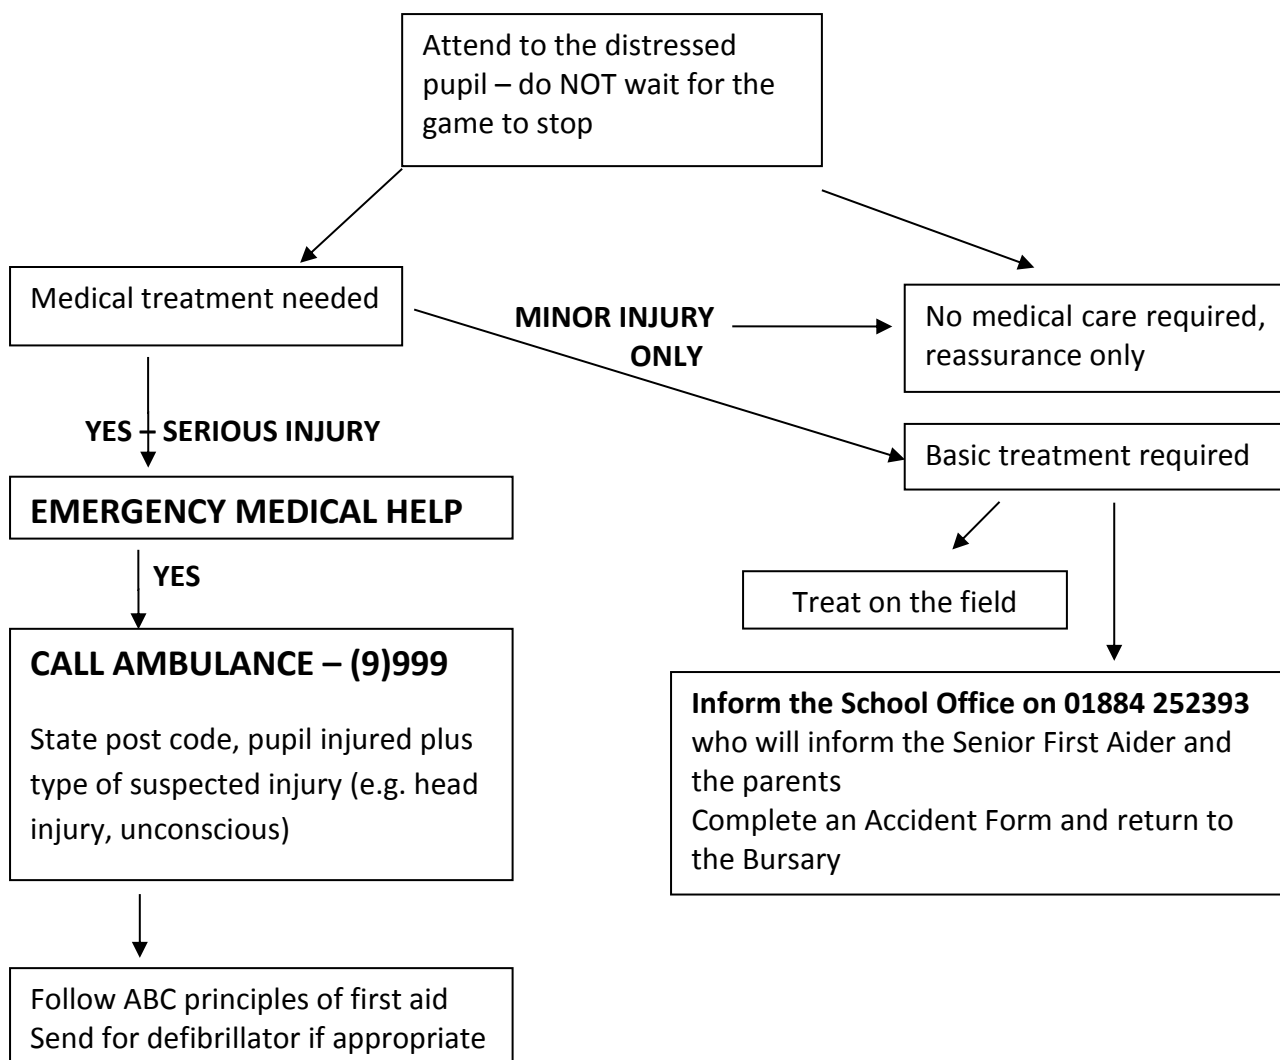 Attend to the distressed
pupil – do NOT wait for the
game to stop
Medical treatment needed
MINOR INJURY
ONLY
No medical care required,
reassurance only
YES – SERIOUS INJURY
Basic treatment required
EMERGENCY MEDICAL HELP
YES
Treat on the field
CALL AMBULANCE – (9)999
State post code, pupil injured plus
type of suspected injury (e.g. head
injury, unconscious)
Inform the School Office on 01884 252393
who will inform the Senior First Aider and
the parents
Complete an Accident Form and return to
the Bursary
Follow ABC principles of first aid
Send for defibrillator if appropriate